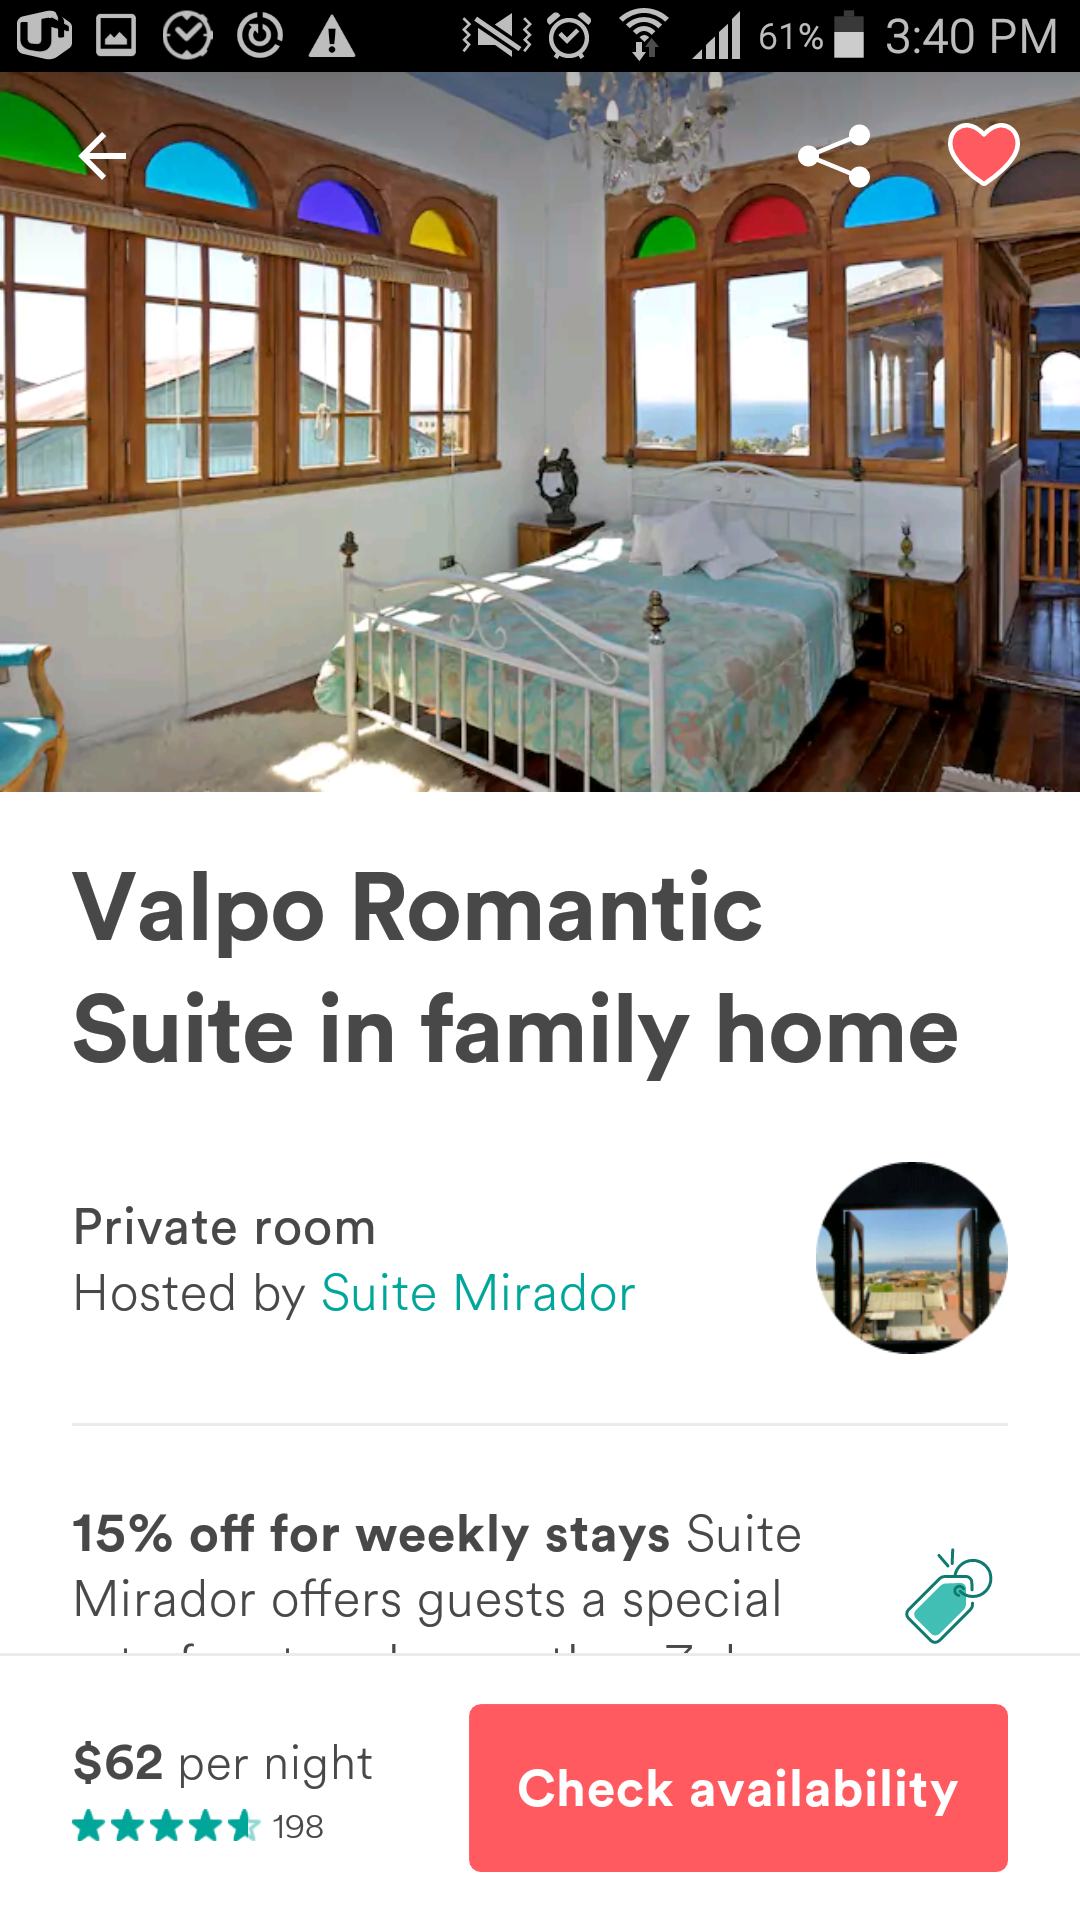 61% 3:40 PM
Valpo Romantic
Suite in family home
Private room
Hosted by Suite Mirador
15% off for weekly stays Suite
Mirador offers guests a special
$62 per night
198
Check availability